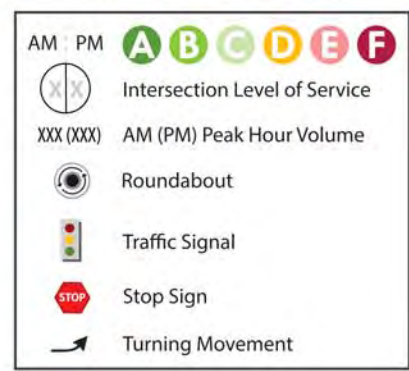 AM PM A B C D E F
X X Intersection Level of Service
XXX (XXX) AM (PM) Peak Hour Volume
Roundabout
Traffic Signal
STOP Stop Sign
Turning Movement